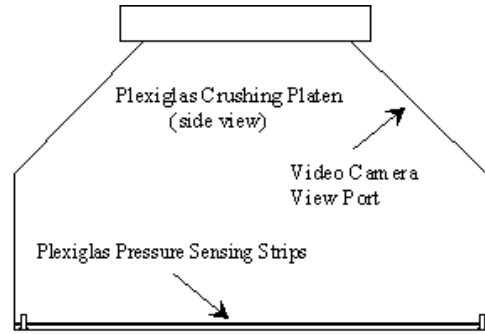 Plexiglas Crushing Platen
(side view)
Video Camera
View Port
Plexiglas Pressure Sensing Strips